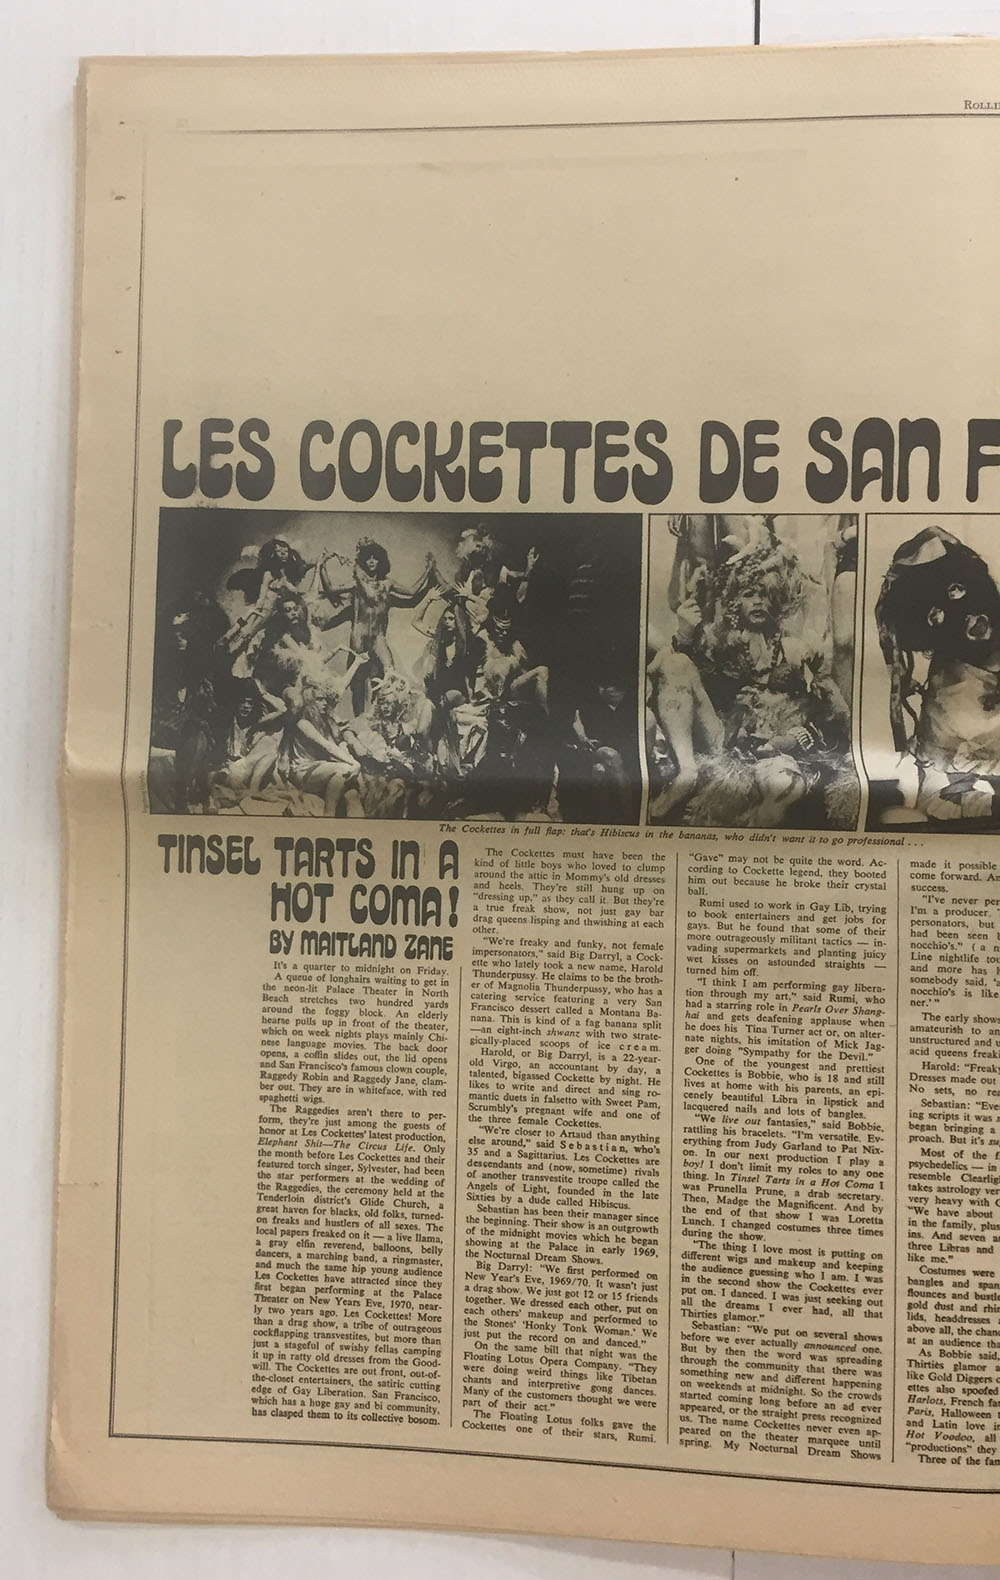 ROLLI
LES COCKETTES DE SAN F
The Cockettes in full flap: that's Hibiscus in the bananas, who didn't want it to go professional . . .
TINSEL TARTS IN A
HOT COMA!
BY MAITLAND ZANE
It's a quarter to midnight on Friday.
A queue of longhairs waiting to get in
the neon-lit Palace Theater in North
Beach stretches two hundred yards
around the foggy block. An elderly
hearse pulls up in front of the theater,
which on week nights plays mainly Chi-
nese language movies. The back door
opens, a coffin slides out, the lid opens
and San Francisco's famous clown couple,
Raggedy Robin and Raggedy Jane, clam-
ber out. They are in whiteface, with red
spaghetti wigs.
The Raggedies aren't there to per-
form, they're just among the guests of
honor at Les Cockettes' latest production,
Elephant Shit—The Circus Life. Only
the month before Les Cockettes and their
featured torch singer, Sylvester, had been
the star performers at the wedding of
the Raggedies, the ceremony held at the
Tenderloin district's Glide Church, a
great haven for blacks, old folks, turned-
on freaks and hustlers of all sexes. The
local papers freaked on it — a live llama,
a gray elfin reverend, balloons, belly
dancers, a marching band, a ringmaster,
and much the same hip young audience
Les Cockettes have attracted since they
first began performing at the Palace
Theater on New Years Eve, 1970, near-
ly two years ago. Les Cockettes! More
than a drag show, a tribe of outrageous
cockflapping transvestites, but more than
just a stageful of swishy fellas camping
it up in ratty old dresses from the Good-
will. The Cockettes are out front, out-of-
the-closet entertainers, the satiric cutting
edge of Gay Liberation. San Francisco,
which has a huge gay and bi community,
has clasped them to its collective bosom.
The Cockettes must have been the
kind of little boys who loved to clump
around the attic in Mommy's old dresses
and heels. They're still hung up on
"dressing up," as they call it. But they're
a true freak show, not just gay bar
drag queens lisping and thwishing at each
other.
"We're freaky and funky, not female
impersonators," said Big Darryl, a Cock-
ette who lately took a new name, Harold
Thunderpussy. He claims to be the broth-
er of Magnolia Thunderpussy, who has a
catering service featuring a very San
Francisco dessert called a Montana Ba-
nana. This is kind of a fag banana split
—an eight-inch shwanz with two strate-
gically-placed scoops of ice cream.
Harold, or Big Darryl, is a 22-year-
old Virgo, an accountant by day, a
talented, bigassed Cockette by night. He
likes to write and direct and sing ro-
mantic duets in falsetto with Sweet Pam,
Scrumbly's pregnant wife and one of
the three female Cockettes.
"We're closer to Artaud than anything
else around," said Sebastian, who's
35 and a Sagittarius. Les Cockettes are
descendants and (now, sometime) rivals
of another transvestite troupe called the
Angels of Light, founded in the late
Sixties by a dude called Hibiscus.
Sebastian has been their manager since
the beginning. Their show is an outgrowth
of the midnight movies which he began
showing at the Palace in early 1969,
the Nocturnal Dream Shows.
Big Darryl: "We first performed on
New Year's Eve, 1969/70. It wasn't just
a drag show. We just got 12 or 15 friends
together. We dressed each other, put on
each others' makeup and performed to
the Stones' 'Honky Tonk Woman.' We
just put the record on and danced."
On the same bill that night was the
Floating Lotus Opera Company. "They
were doing weird things like Tibetan
chants and interpretive gong dances.
Many of the customers thought we were
part of their act."
The Floating Lotus folks gave the
Cockettes one of their stars, Rumi.
"Gave" may not be quite the word. Ac-
cording to Cockette legend, they booted
him out because he broke their crystal
ball.
Rumi used to work in Gay Lib, trying
to book entertainers and get jobs for
gays. But he found that some of their
more outrageously militant tactics — in-
vading supermarkets and planting juicy
wet kisses on astounded straights —
turned him off.
"I think I am performing gay libera-
tion through my art," said Rumi, who
had a starring role in Pearls Over Shang-
hai and gets deafening applause when
he does his Tina Turner act or, on alter-
nate nights, his imitation of Mick Jag-
ger doing "Sympathy for the Devil."
One of the youngest and prettiest
Cockettes is Bobbie, who is 18 and still
lives at home with his parents, an epi-
cenely beautiful Libra in lipstick and
lacquered nails and lots of bangles.
"We live out fantasies," said Bobbie,
rattling his bracelets. "I'm versatile. Ev-
erything from Judy Garland to Pat Nix-
on. In our next production I play a
boy! I don't limit my roles to any one
thing. In Tinsel Tarts in a Hot Coma I
was Prunella Prune, a drab secretary.
Then, Madge the Magnificent. And by
the end of that show I was Loretta
Lunch. I changed costumes three times
during the show.
"The thing I love most is putting on
different wigs and makeup and keeping
the audience guessing who I am. I was
in the second show the Cockettes ever
put on. I danced. I was just seeking out
all the dreams I ever had, all that
Thirties glamor."
Sebastian: "We put on several shows
before we ever actually announced one.
But by then the word was spreading
through the community that there was
something new and different happening
on weekends at midnight. So the crowds
started coming long before an ad ever
appeared, or the straight press recognized
us. The name Cockettes never even ap-
peared on the theater marquee until
spring. My Nocturnal Dream Shows
made it possible
come forward. An
success.
"I've never per
I'm a producer.
personators, but
had been seen
nocchio's." ( a n
Line nightlife tou
and more has
somebody said, 'a
nocchio's is like
ner.' "
The early shows
amateurish to an
unstructured and u
acid queens freak
Harold: "Freak
Dresses made out
No sets, no rea
Sebastian: "Eve
ing scripts it was s
began bringing a
proach. But it's su
Most of the f
psychedelics — in
resemble Clearlig
takes astrology ver
very heavy with C
"We have about
in the family, plus
ins. And seven a
three Libras and
like me."
Costumes were
bangles and span
flounces and bustle
gold dust and rhin
lids, headdresses
above all, the chanc
at an audience tha
As Bobbie said,
Thirties glamor a
like Gold Diggers o
ettes also spoofed
Harlots, French fa
Paris, Halloween
and Latin love i
Hot Voodoo, all
"productions" they
Three of the fam